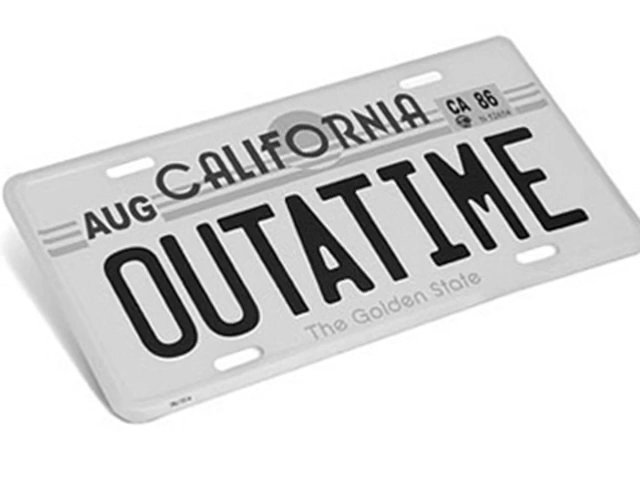 CALIFORNIA
CA 86
AUG
OUTATIME
The Golden State